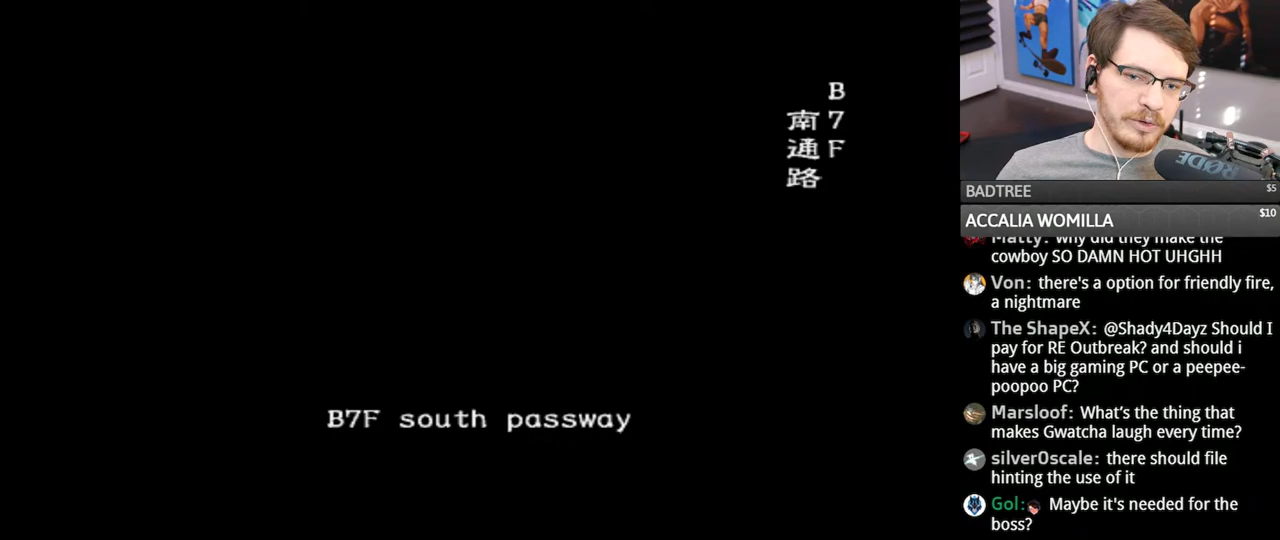 B7F
南通路
B7F south passway
RØDE
BADTREE $5
ACCALIA WOMILLA $10
Matty: why did they make the
cowboy SO DAMN HOT UHGHH
Von: there's a option for friendly fire,
a nightmare
The ShapeX: @Shady4Dayz Should I
pay for RE Outbreak? and should i
have a big gaming PC or a peepee-
poopoo PC?
Marsloof: What's the thing that
makes Gwatcha laugh every time?
silver0scale: there should file
hinting the use of it
Gol: Maybe it's needed for the
boss?